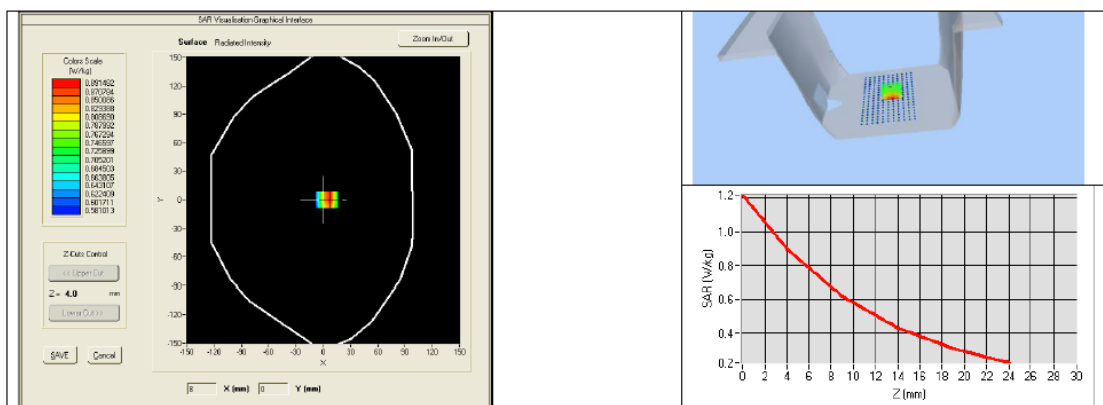 SAR Visualisation Graphical Interface
Surface Radiated Intensity
Zoom In/Out
Colors Scale
(W/kg)
0.891482
0.870784
0.850086
0.829388
0.808690
0.787992
0.767294
0.746597
0.725899
0.705201
0.684503
0.663805
0.643107
0.622409
0.601711
0.581013
Z-Cuts Control
<< Upper Cut
Z = 4.0 mm
Lower Cut >>
SAVE Cancel
150
120
90
60
30
0
-30
-60
-90
-120
-150
Y
-150 -120 -90 -60 -30 0 30 60 90 120 150
X
8 X (mm) 0 Y (mm)
1.2
1.0
0.8
0.6
0.4
0.2
SAR (W/kg)
0 2 4 6 8 10 12 14 16 18 20 22 24 26 28 30
Z (mm)